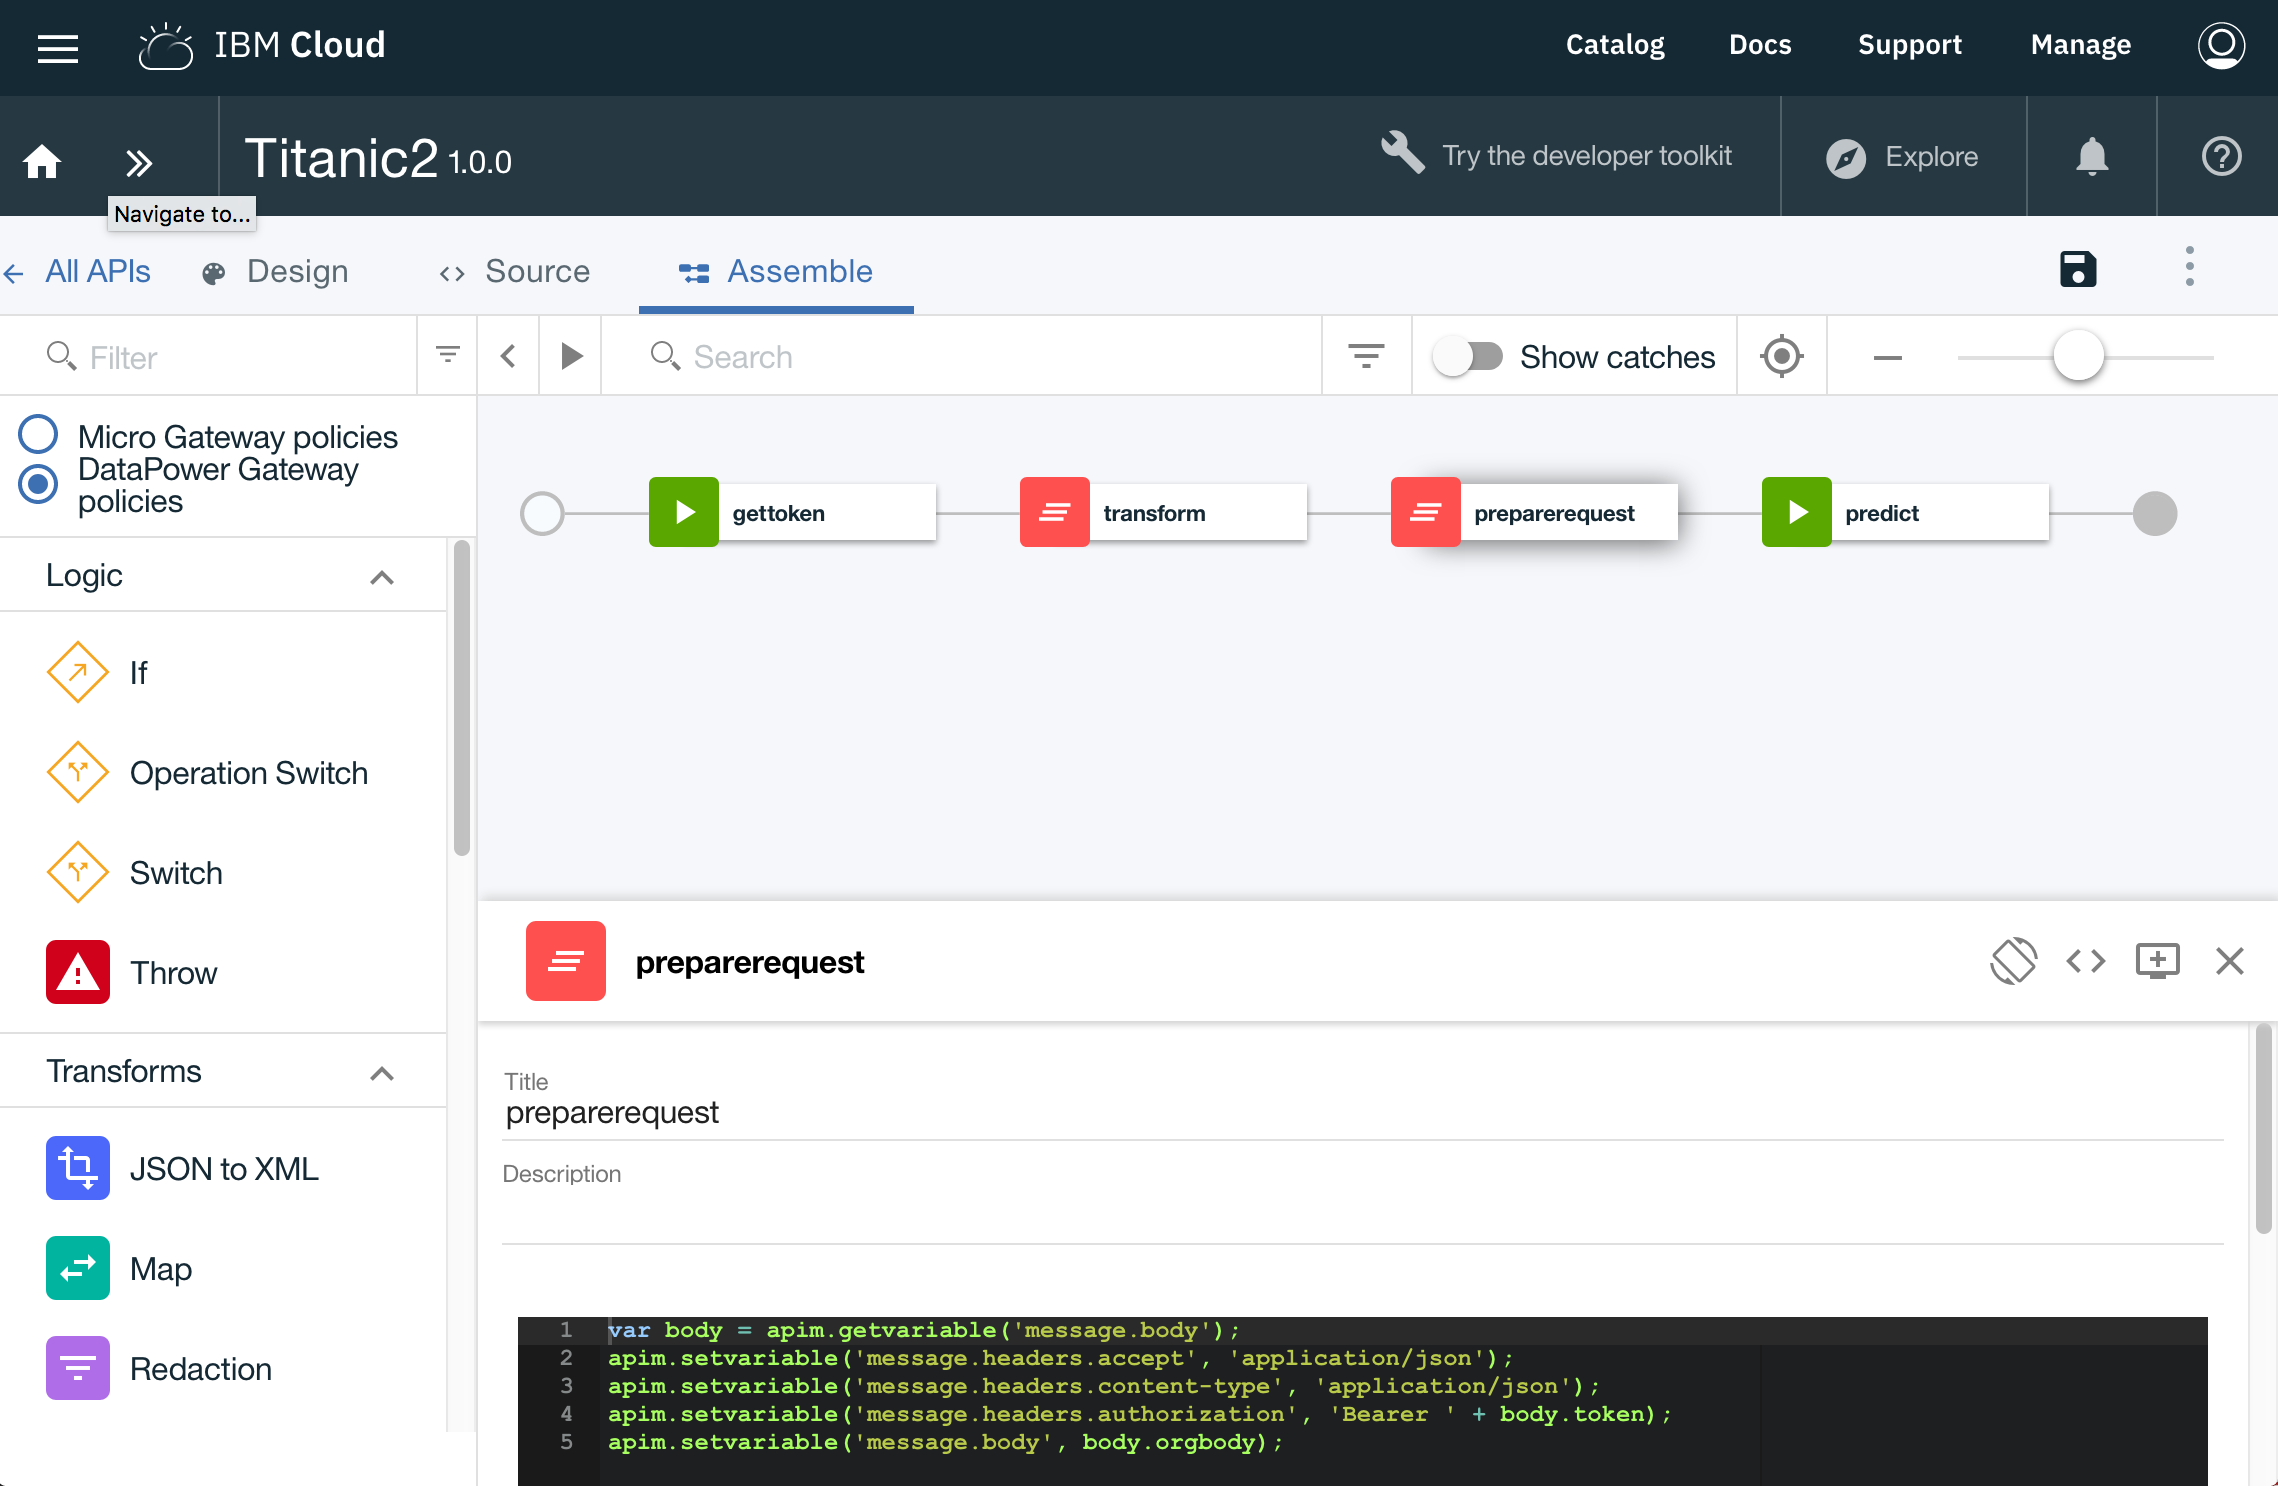 IBM Cloud
Catalog
Docs
Support
Manage
Titanic2 1.0.0
Try the developer toolkit
Explore
Navigate to...
All APIs
Design
Source
Assemble
Filter
Search
Show catches
Micro Gateway policies
DataPower Gateway
policies
gettoken
transform
preparerequest
predict
Logic
If
Operation Switch
Switch
Throw
Transforms
JSON to XML
Map
Redaction
preparerequest
Title
preparerequest
Description
1 var body = apim.getvariable('message.body');
2 apim.setvariable('message.headers.accept', 'application/json');
3 apim.setvariable('message.headers.content-type', 'application/json');
4 apim.setvariable('message.headers.authorization', 'Bearer ' + body.token);
5 apim.setvariable('message.body', body.orgbody);